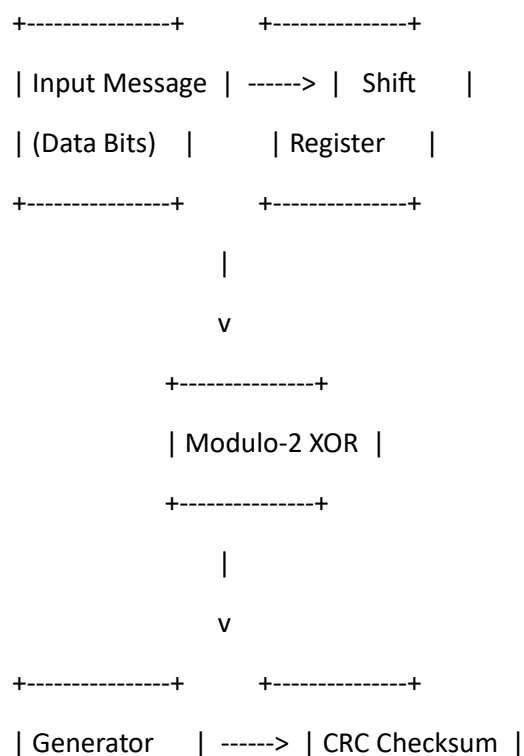 +----------------+ +---------------+
| Input Message | ------> | Shift |
| (Data Bits) | | Register |
+----------------+ +---------------+
|
v
+---------------+
| Modulo-2 XOR |
+---------------+
|
v
+----------------+ +---------------+
| Generator | ------> | CRC Checksum |